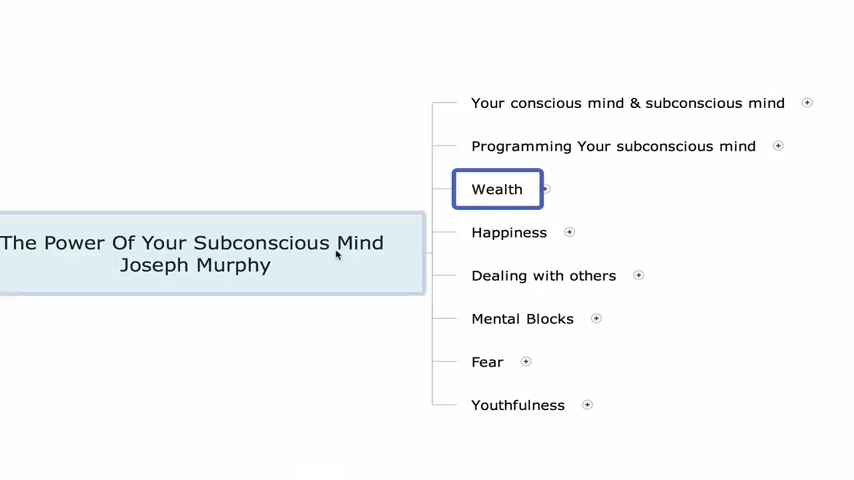 Your conscious mind & subconscious mind
Programming Your subconscious mind
Wealth
The Power Of Your Subconscious Mind
Joseph Murphy
Happiness
Dealing with others
Mental Blocks
Fear
Youthfulness